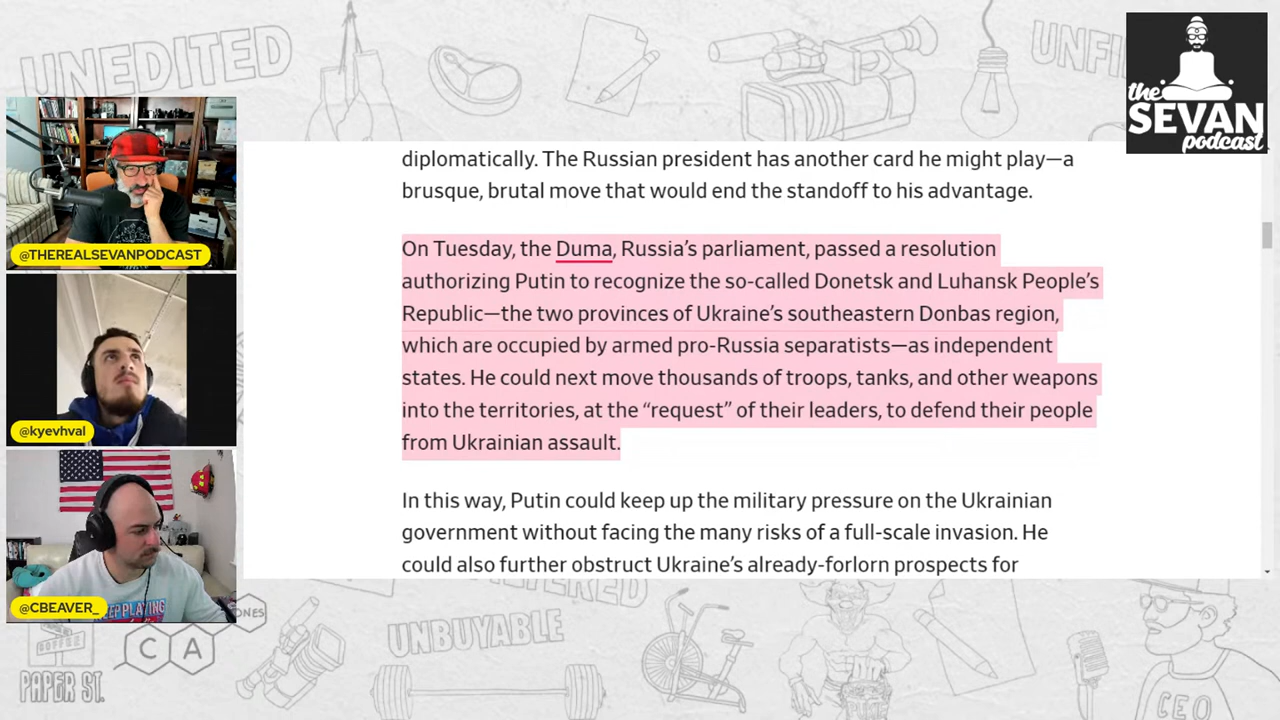 UNEDITED
UNFI
the
SEVAN
podcast
diplomatically. The Russian president has another card he might play—a
brusque, brutal move that would end the standoff to his advantage.
On Tuesday, the Duma, Russia's parliament, passed a resolution
authorizing Putin to recognize the so-called Donetsk and Luhansk People's
Republic—the two provinces of Ukraine's southeastern Donbas region,
which are occupied by armed pro-Russia separatists—as independent
states. He could next move thousands of troops, tanks, and other weapons
into the territories, at the “request” of their leaders, to defend their people
from Ukrainian assault.
In this way, Putin could keep up the military pressure on the Ukrainian
government without facing the many risks of a full-scale invasion. He
could also further obstruct Ukraine's already-forlorn prospects for
@THEREALSEVANPODCAST
@kyevhval
@CBEAVER_
EEP PLAYING
LTERED
UNBUYABLE
COFFEE
PAPER ST.
C A
ONES
CEO